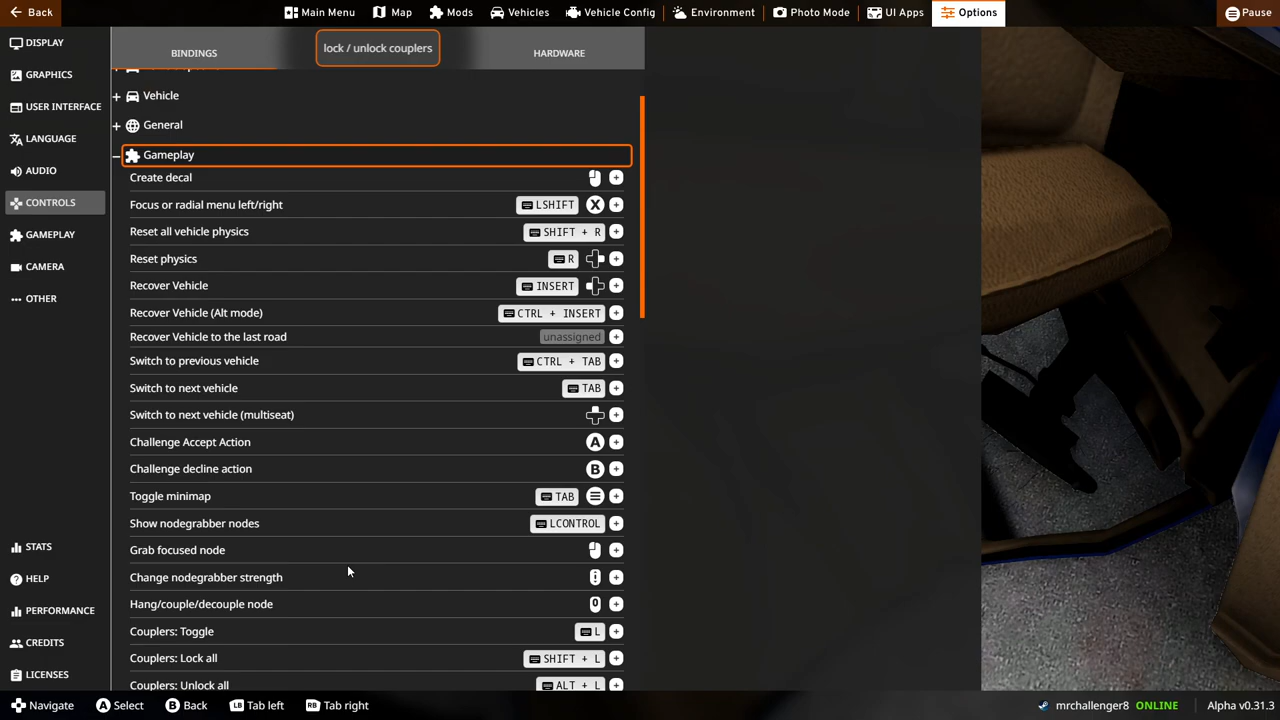 Back
Main Menu
Map
Mods
Vehicles
Vehicle Config
Environment
Photo Mode
UI Apps
Options
Pause
DISPLAY
GRAPHICS
USER INTERFACE
LANGUAGE
AUDIO
CONTROLS
GAMEPLAY
CAMERA
OTHER
STATS
HELP
PERFORMANCE
CREDITS
LICENSES
BINDINGS
lock / unlock couplers
HARDWARE
+ Vehicle
+ General
– Gameplay
Create decal +
Focus or radial menu left/right LSHIFT X +
Reset all vehicle physics SHIFT + R +
Reset physics R +
Recover Vehicle INSERT +
Recover Vehicle (Alt mode) CTRL + INSERT +
Recover Vehicle to the last road unassigned +
Switch to previous vehicle CTRL + TAB +
Switch to next vehicle TAB +
Switch to next vehicle (multiseat) +
Challenge Accept Action A +
Challenge decline action B +
Toggle minimap TAB +
Show nodegrabber nodes LCONTROL +
Grab focused node +
Change nodegrabber strength +
Hang/couple/decouple node +
Couplers: Toggle L +
Couplers: Lock all SHIFT + L +
Couplers: Unlock all ALT + L +
Navigate A Select B Back LB Tab left RB Tab right
mrchallenger8 ONLINE Alpha v0.31.3